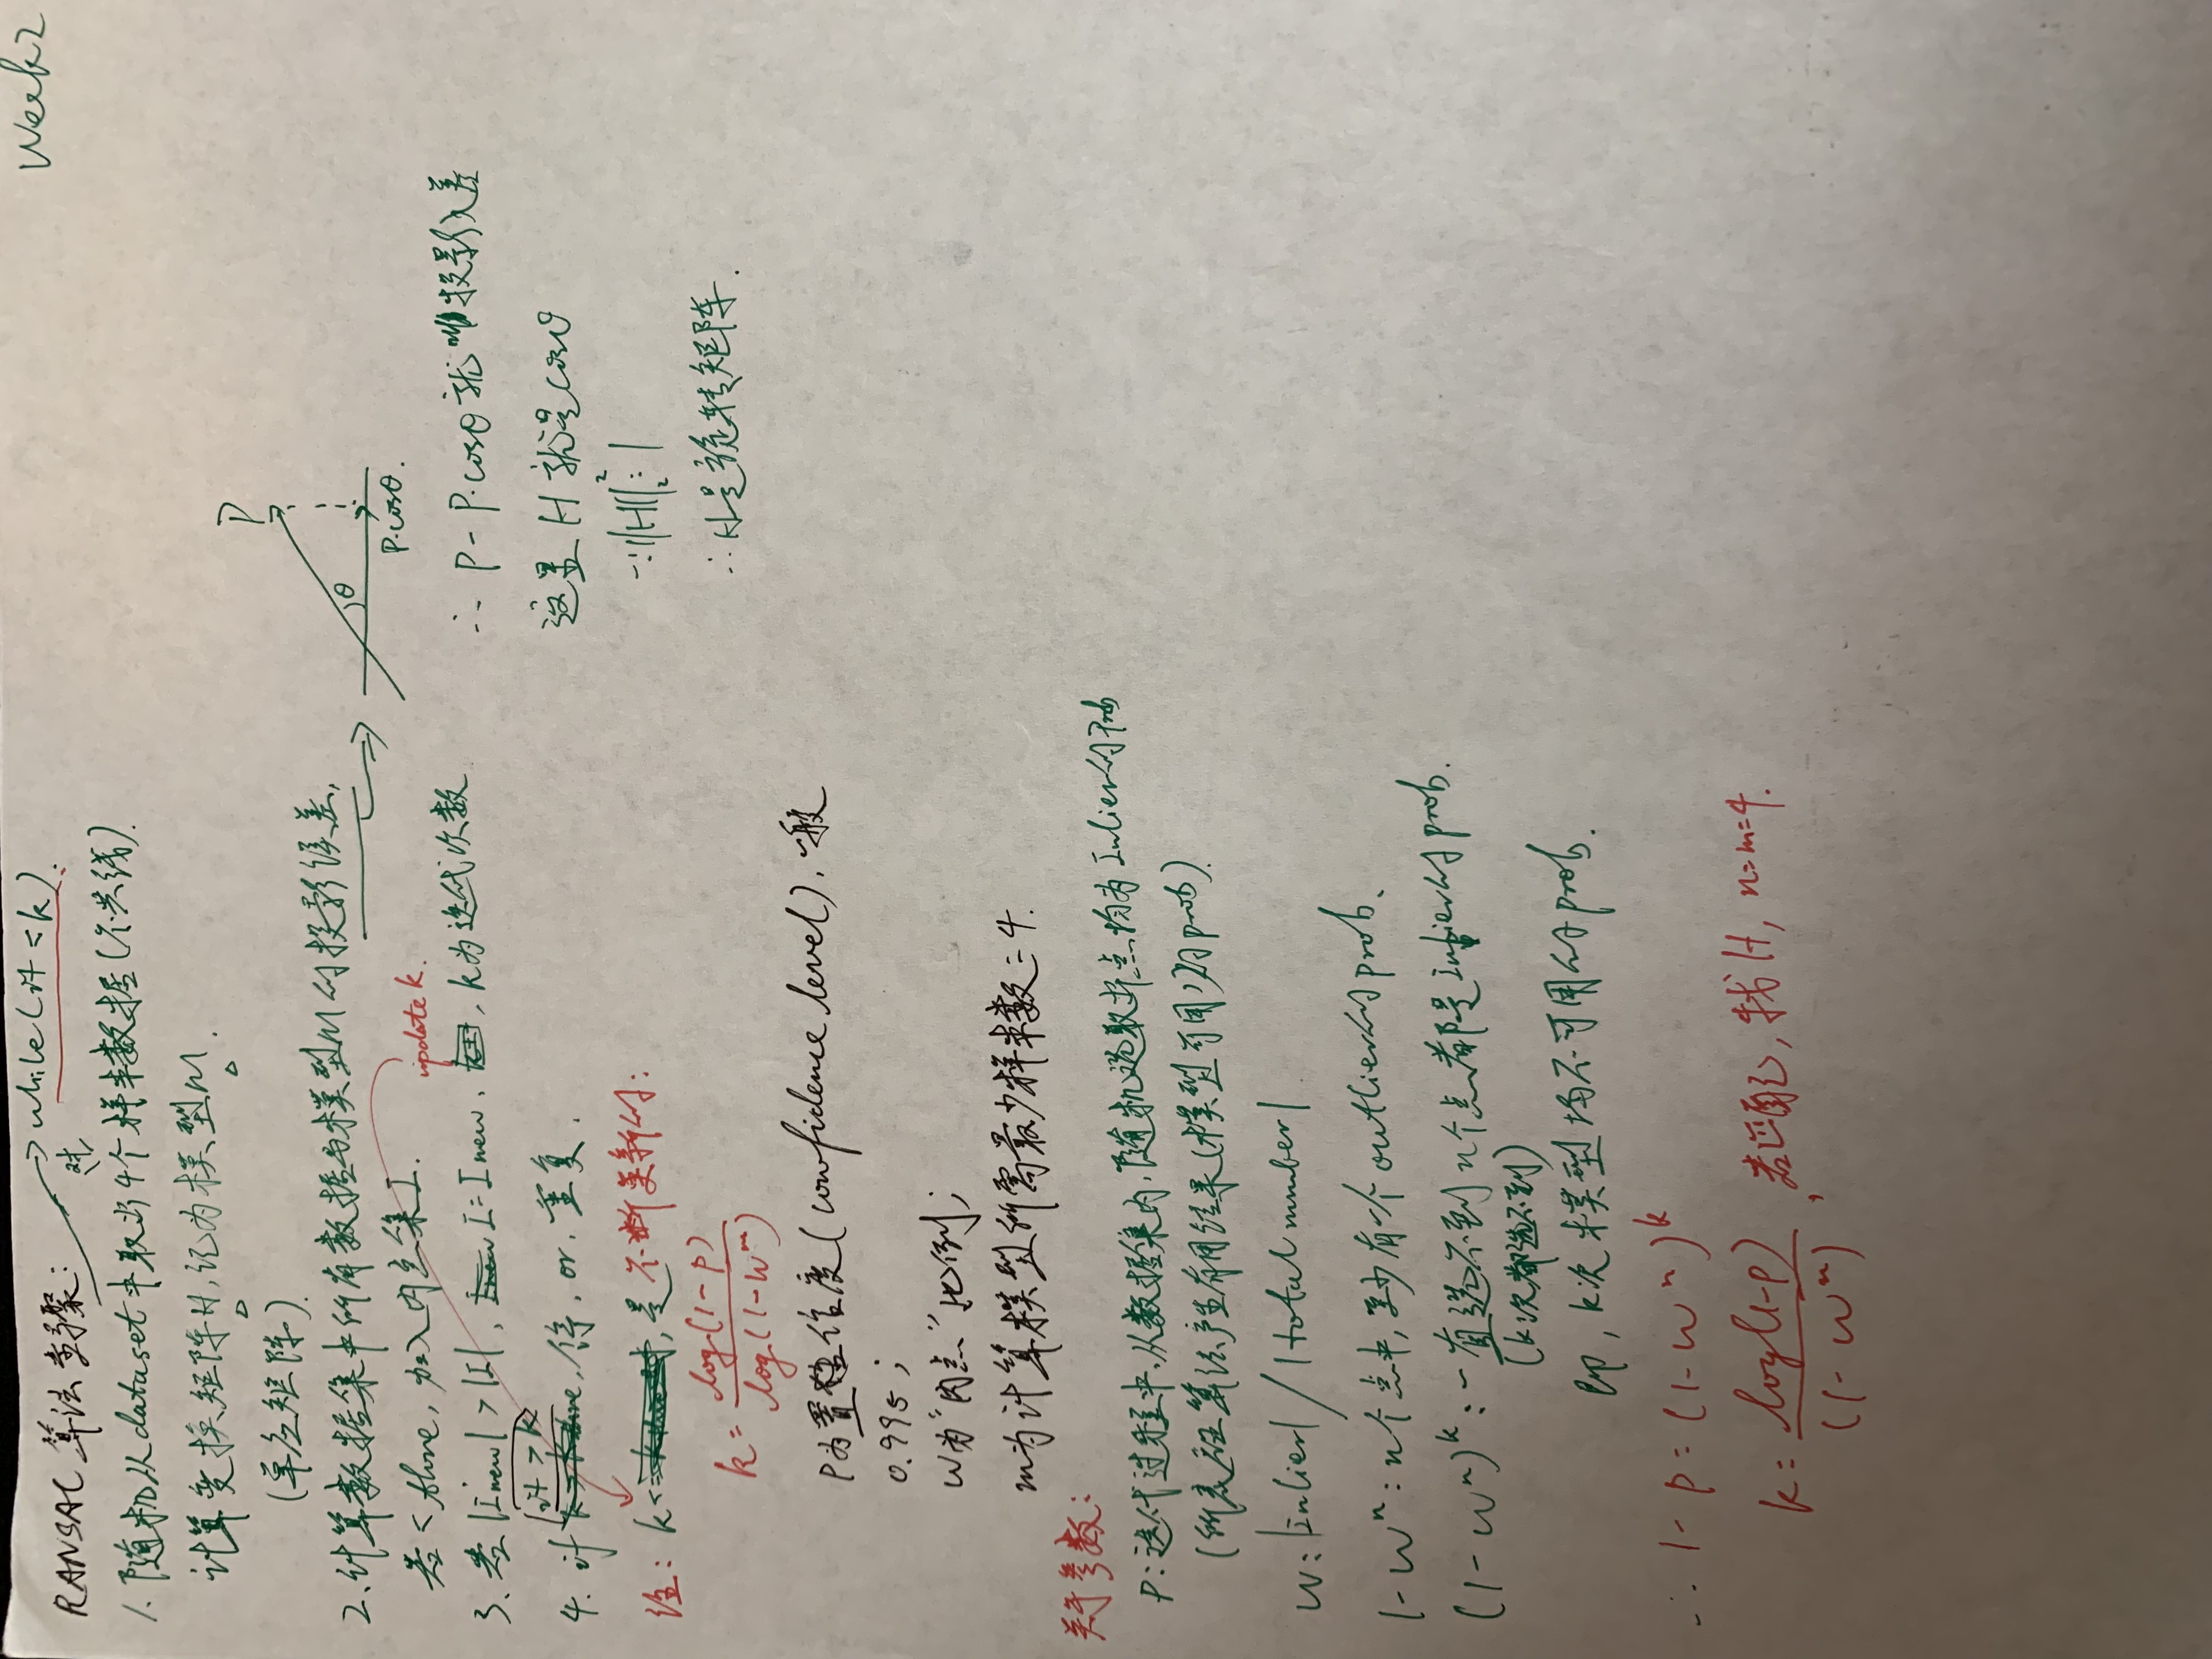 Week2
RANSAC 算法步骤:
while(it < k).
对
1. 随机从dataset中取出4个样本数据(不共线).
计算变换矩阵H, 记为模型M.
(单应矩阵).
2. 计算数据集中所有数据与模型M的投影误差,
若 < thre, 加入内点集I.
update k.
3. 若 |Inew| > |I|, I = Inew, k为迭代次数
it > k
4. if 停, or, 重复.
注: k 是不断更新的:
k = log(1-p) / log(1-w^m)
P为置信度(confidence level), 一般
0.995;
W为"内点"比例;
m为计算模型所需最少样本数=4.
P
θ
P·cosθ.
∴ P - P·cosθ 就叫投影误差
这里 H 就是cosθ
∵ ||H||₂² = 1
∴ H是旋转矩阵.
关于参数:
P: 迭代过程中, 从数据集内, 随机选取出点均为Inlier的Prob
(所表征算法产生有用结果(模型可用)的prob)
W: |Inlier| / |total number|
1-w^n: n个点中, 至少有一个outlier的prob.
(1-w^n)^k: 一直选不到n个点都是Inlier的prob.
(k次都选不到)
即, k次模型均不可用的prob.
∴ 1-p = (1-w^n)^k
k = log(1-p) / (1-w^n), 若匹配, 找H, n=m=4.